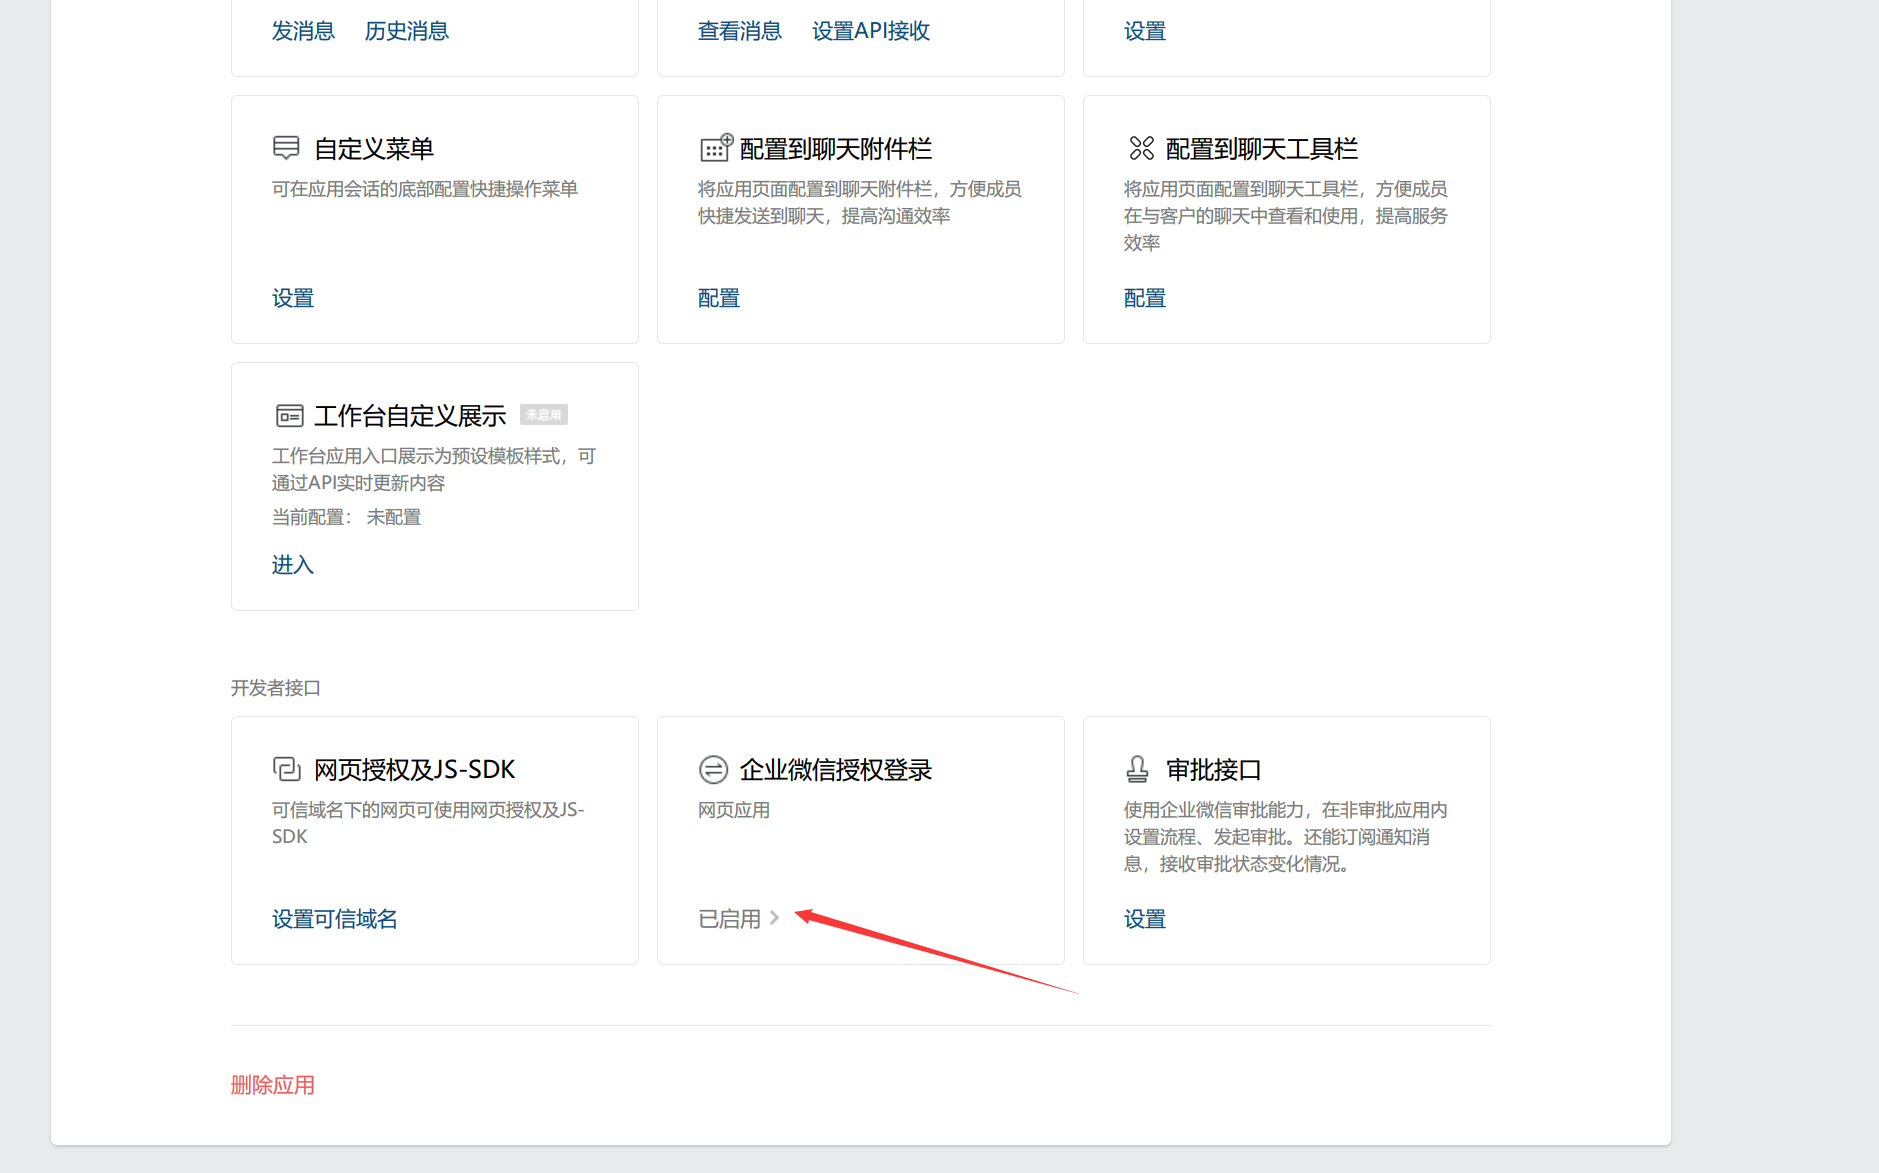 发消息 历史消息
查看消息 设置API接收
设置
自定义菜单
可在应用会话的底部配置快捷操作菜单
设置
配置到聊天附件栏
将应用页面配置到聊天附件栏，方便成员
快捷发送到聊天，提高沟通效率
配置
配置到聊天工具栏
将应用页面配置到聊天工具栏，方便成员
在与客户的聊天中查看和使用，提高服务
效率
配置
工作台自定义展示 未启用
工作台应用入口展示为预设模板样式，可
通过API实时更新内容
当前配置： 未配置
进入
开发者接口
网页授权及JS-SDK
可信域名下的网页可使用网页授权及JS-
SDK
设置可信域名
企业微信授权登录
网页应用
已启用
审批接口
使用企业微信审批能力，在非审批应用内
设置流程、发起审批。还能订阅通知消
息，接收审批状态变化情况。
设置
删除应用